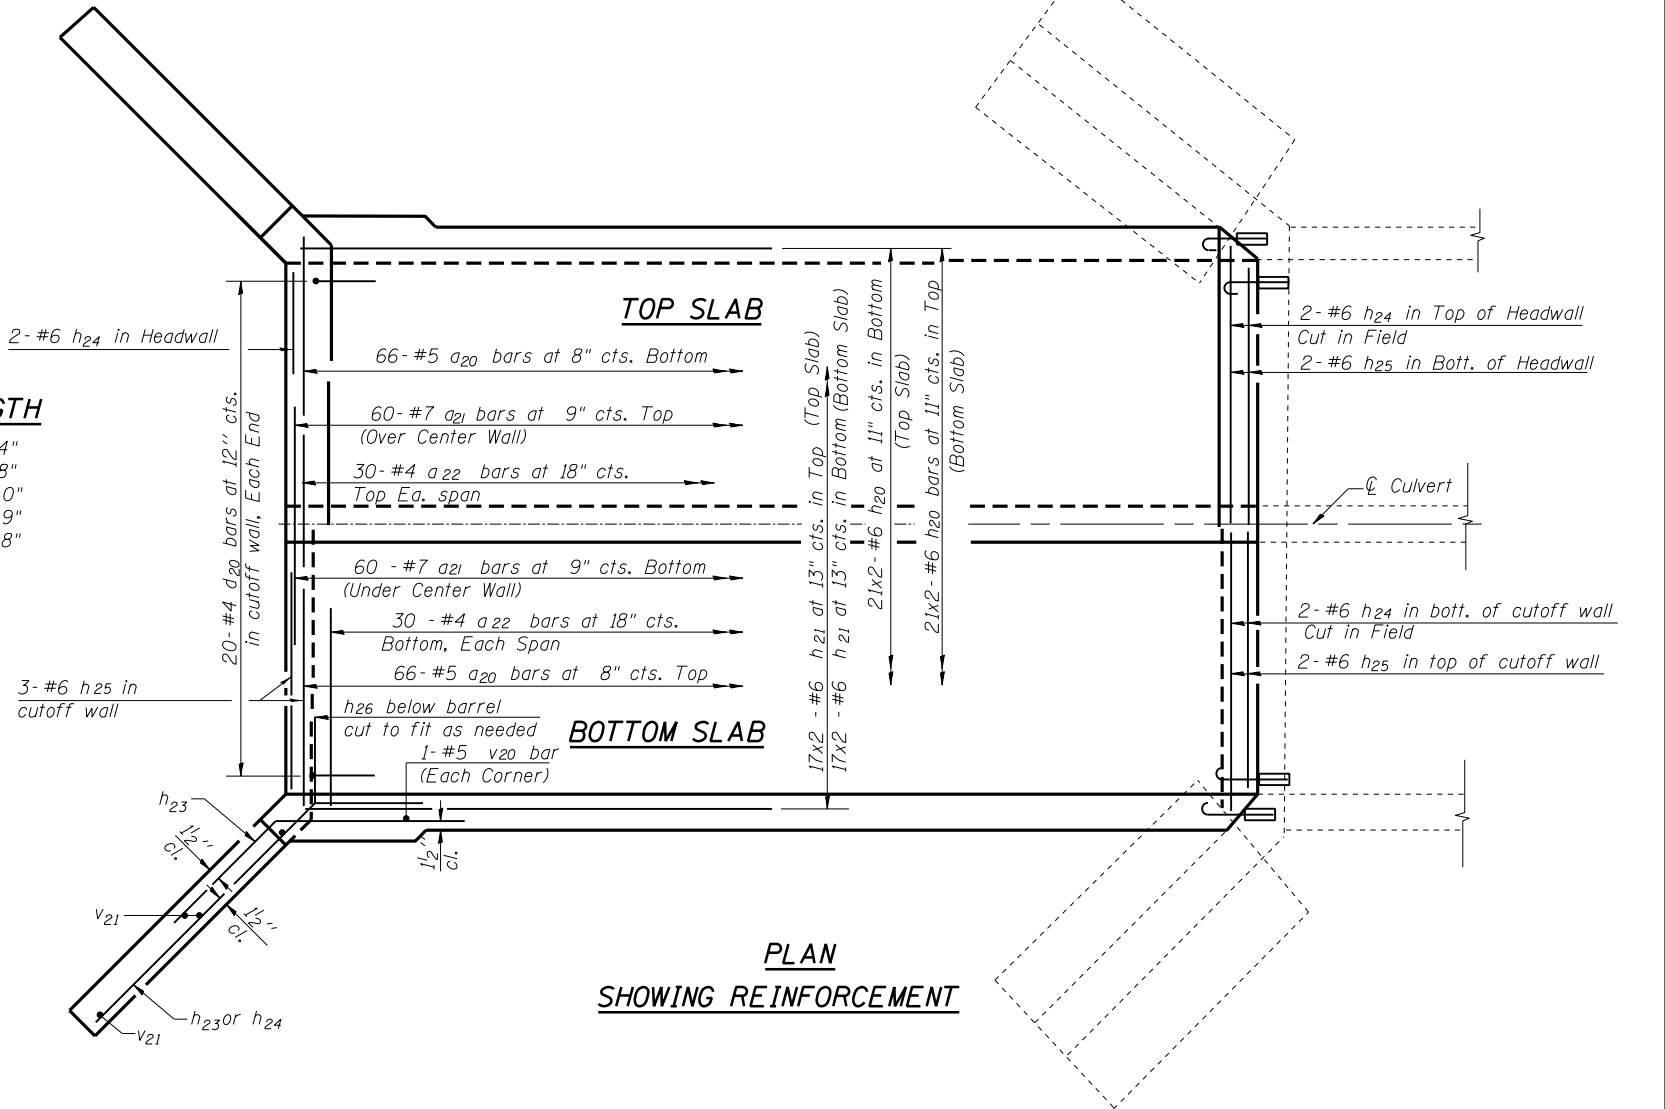 GTH
4"
8"
0"
9"
8"
2- #6 h24 in Headwall
20- #4 d20 bars at 12" cts.
in cutoff wall, Each End
3- #6 h25 in
cutoff wall
TOP SLAB
66- #5 a20 bars at 8" cts. Bottom
60- #7 a21 bars at 9" cts. Top
(Over Center Wall)
30- #4 a22 bars at 18" cts.
Top Ea. span
60 - #7 a21 bars at 9" cts. Bottom
(Under Center Wall)
30 - #4 a22 bars at 18" cts.
Bottom, Each Span
66- #5 a20 bars at 8" cts. Top
h26 below barrel
cut to fit as needed
BOTTOM SLAB
1- #5 v20 bar
(Each Corner)
17x2 - #6 h21 at 13" cts. in Top (Top Slab)
17x2 - #6 h21 at 13" cts. in Bottom (Bottom Slab)
21x2- #6 h20 at 11" cts. in Bottom
(Top Slab)
21x2- #6 h20 bars at 11" cts. in Top
(Bottom Slab)
2- #6 h24 in Top of Headwall
Cut in Field
2- #6 h25 in Bott. of Headwall
℄ Culvert
2- #6 h24 in bott. of cutoff wall
Cut in Field
2- #6 h25 in top of cutoff wall
h23
1½"
cl.
1½"
cl.
v21
1½"
cl.
h23 or h24
v21
PLAN
SHOWING REINFORCEMENT